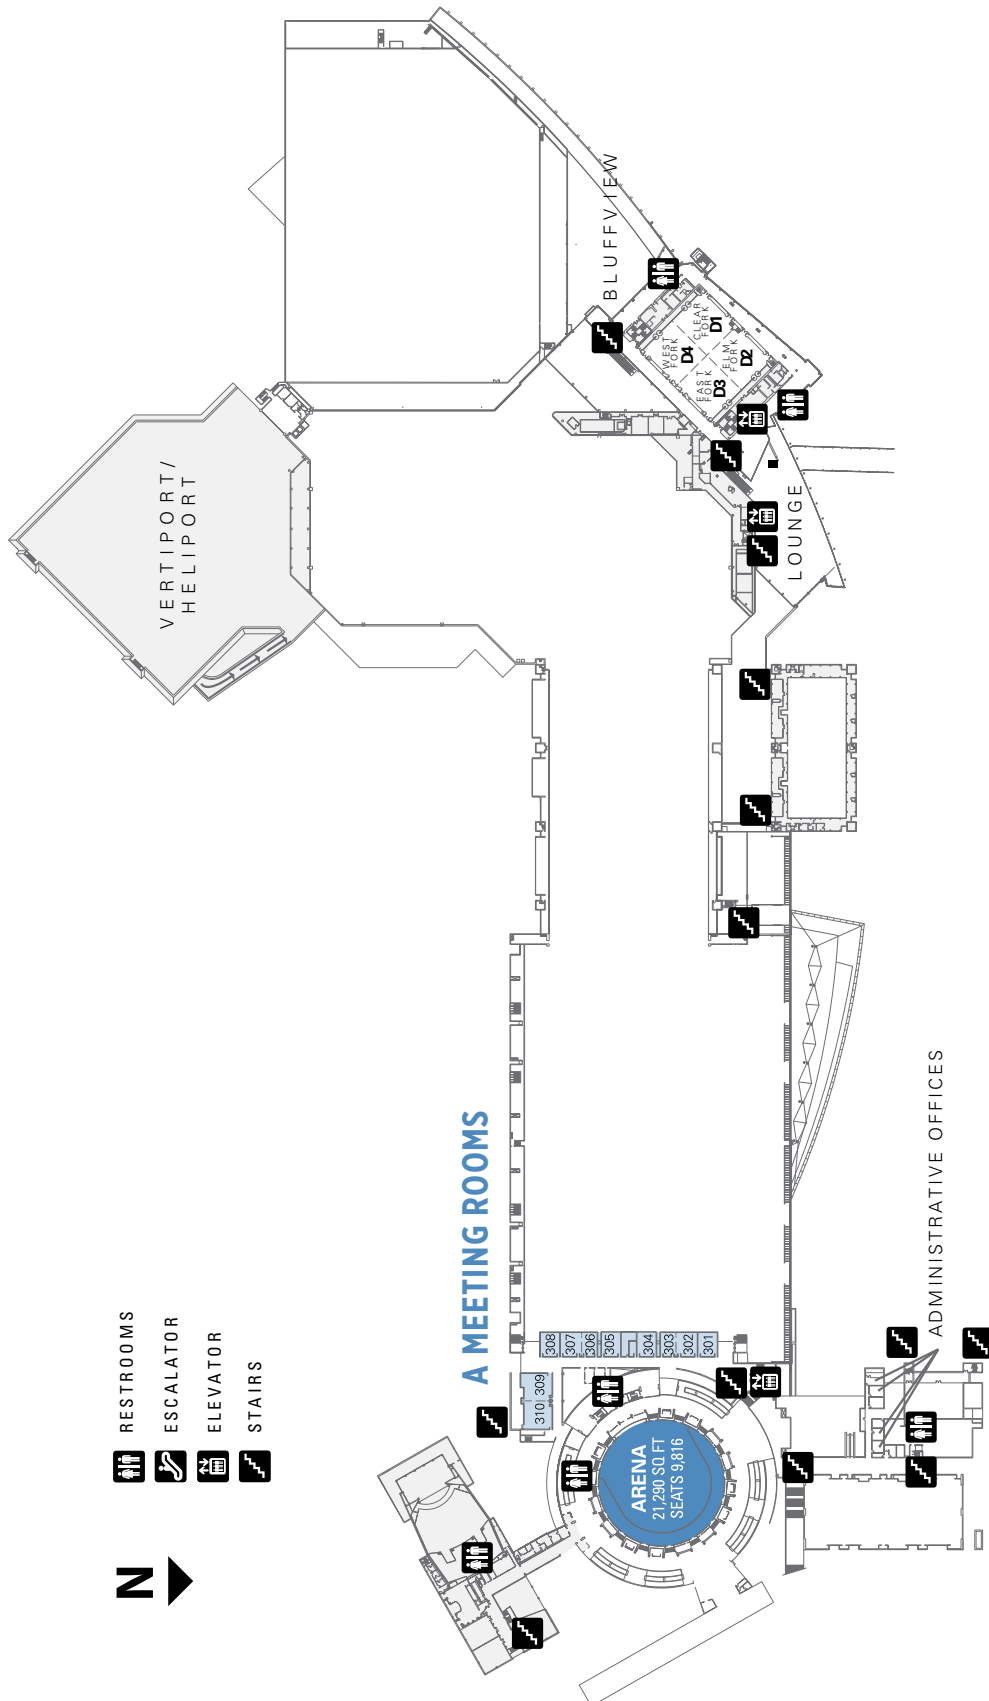 RESTROOMS
ESCALATOR
ELEVATOR
STAIRS
N
VERTIPORT/
HELIPORT
BLUFFVIEW
WEST
FORK
D4
CLEAR
FORK
D1
EAST
FORK
D3
ELM
FORK
D2
LOUNGE
A MEETING ROOMS
308
307
306
305
304
303
302
301
310
309
ARENA
21,290 SQ FT
SEATS 9,816
ADMINISTRATIVE OFFICES